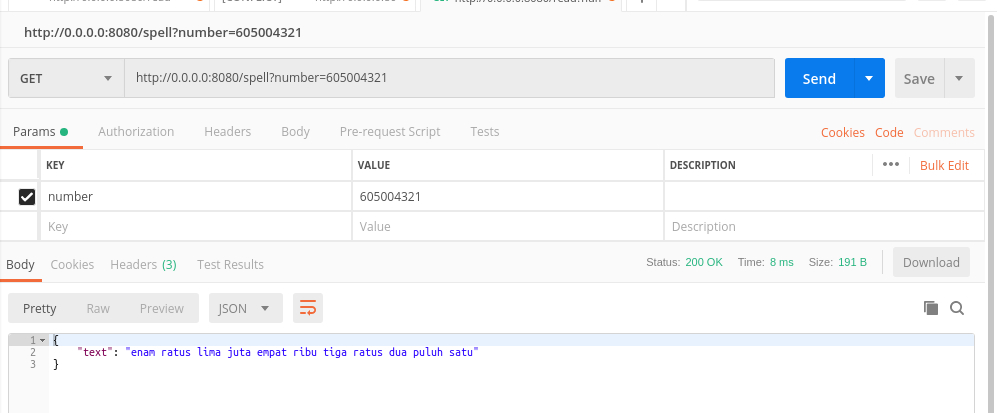 http://0.0.0.0:8080/spell?number=605004321
GET http://0.0.0.0:8080/spell?number=605004321 Send Save
Params Authorization Headers Body Pre-request Script Tests Cookies Code Comments
KEY VALUE DESCRIPTION ••• Bulk Edit
number 605004321
Key Value Description
Body Cookies Headers (3) Test Results Status: 200 OK Time: 8 ms Size: 191 B Download
Pretty Raw Preview JSON
1 {
2 "text": "enam ratus lima juta empat ribu tiga ratus dua puluh satu"
3 }